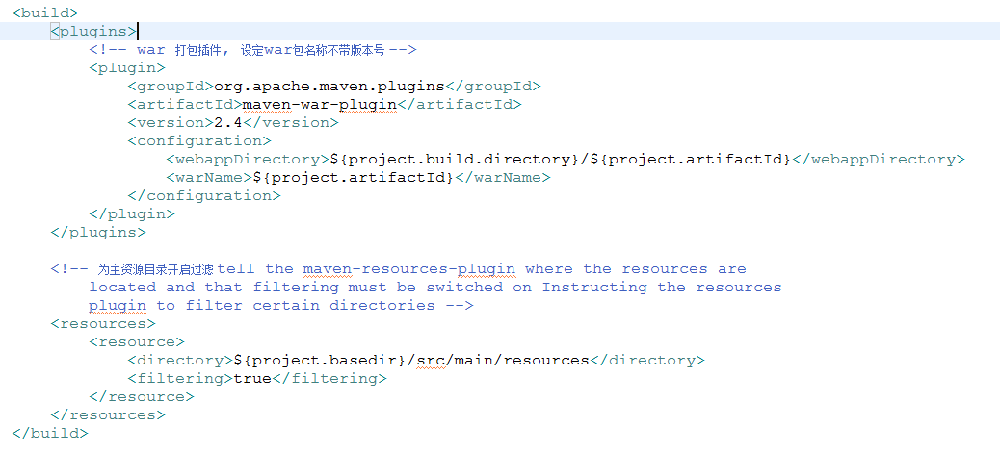 <build>
<plugins>
<!-- war 打包插件, 设定war包名称不带版本号 -->
<plugin>
<groupId>org.apache.maven.plugins</groupId>
<artifactId>maven-war-plugin</artifactId>
<version>2.4</version>
<configuration>
<webappDirectory>${project.build.directory}/${project.artifactId}</webappDirectory>
<warName>${project.artifactId}</warName>
</configuration>
</plugin>
</plugins>
<!-- 为主资源目录开启过滤 tell the maven-resources-plugin where the resources are
located and that filtering must be switched on Instructing the resources
plugin to filter certain directories -->
<resources>
<resource>
<directory>${project.basedir}/src/main/resources</directory>
<filtering>true</filtering>
</resource>
</resources>
</build>